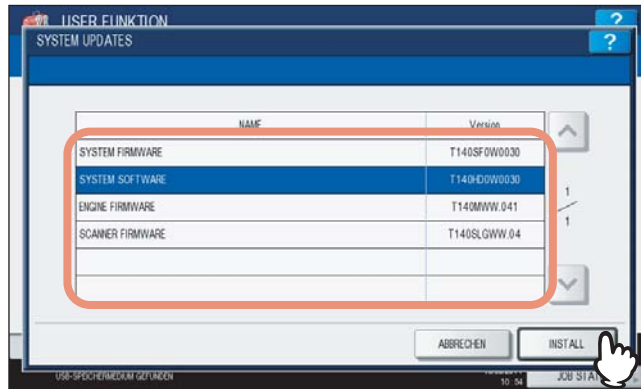 USER FUNKTION
?
SYSTEM UPDATES
?
NAME Version
SYSTEM FIRMWARE T140SF0W0030
SYSTEM SOFTWARE T140HD0W0030
ENGINE FIRMWARE T140MWW.041
SCANNER FIRMWARE T140SLGWW.04
1
1
ABBRECHEN INSTALL
USB-SPEICHERMEDIUM GEFUNDEN
10:54 JOB STAT